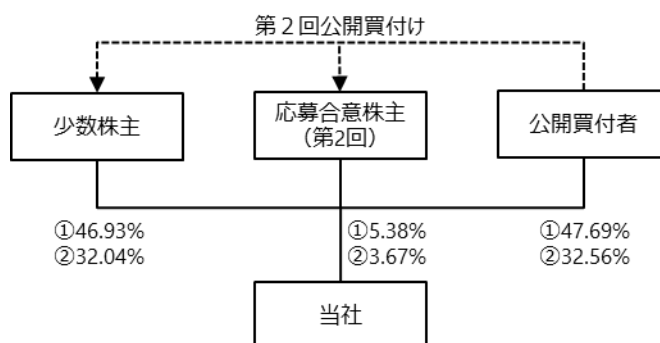 第２回公開買付け
少数株主
応募合意株主
(第2回)
公開買付者
①46.93%
②32.04%
①5.38%
②3.67%
①47.69%
②32.56%
当社